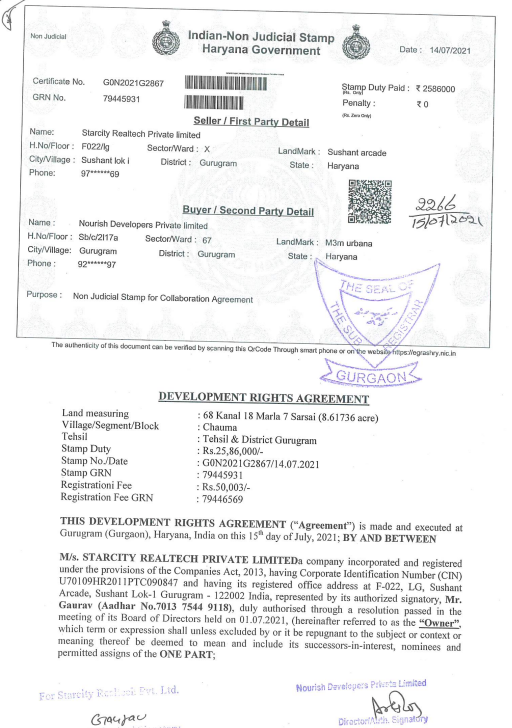 Non Judicial
Indian-Non Judicial Stamp
Haryana Government
Date : 14/07/2021
Certificate No. G0N2021G2867
Stamp Duty Paid : ₹ 2586000
(Rs. Only)
GRN No. 79445931
Penalty : ₹ 0
(Rs. Zero Only)
Seller / First Party Detail
Name: Starcity Realtech Private limited
H.No/Floor : F022/lg Sector/Ward : X LandMark : Sushant arcade
City/Village : Sushant lok i District : Gurugram State : Haryana
Phone: 97******69
2266
15/07/2021
Buyer / Second Party Detail
Name : Nourish Developers Private limited
H.No/Floor : Sb/c/2l17a Sector/Ward : 67 LandMark : M3m urbana
City/Village: Gurugram District : Gurugram State : Haryana
Phone : 92******97
Purpose : Non Judicial Stamp for Collaboration Agreement
THE SEAL OF
THE SUB REGISTRAR
GURGAON
The authenticity of this document can be verified by scanning this QrCode Through smart phone or on the website https://egrashry.nic.in
DEVELOPMENT RIGHTS AGREEMENT
Land measuring : 68 Kanal 18 Marla 7 Sarsai (8.61736 acre)
Village/Segment/Block : Chauma
Tehsil : Tehsil & District Gurugram
Stamp Duty : Rs.25,86,000/-
Stamp No./Date : G0N2021G2867/14.07.2021
Stamp GRN : 79445931
Registrationi Fee : Rs.50,003/-
Registration Fee GRN : 79446569
THIS DEVELOPMENT RIGHTS AGREEMENT ("Agreement") is made and executed at
Gurugram (Gurgaon), Haryana, India on this 15th day of July, 2021; BY AND BETWEEN
M/s. STARCITY REALTECH PRIVATE LIMITEDa company incorporated and registered
under the provisions of the Companies Act, 2013, having Corporate Identification Number (CIN)
U70109HR2011PTC090847 and having its registered office address at F-022, LG, Sushant
Arcade, Sushant Lok-1 Gurugram - 122002 India, represented by its authorized signatory, Mr.
Gaurav (Aadhar No.7013 7544 9118), duly authorised through a resolution passed in the
meeting of its Board of Directors held on 01.07.2021, (hereinafter referred to as the "Owner",
which term or expression shall unless excluded by or it be repugnant to the subject or context or
meaning thereof be deemed to mean and include its successors-in-interest, nominees and
permitted assigns of the ONE PART;
For Starcity Realtech Pvt. Ltd.
Nourish Developers Private Limited
Gaurav
Director/Auth. Signatory